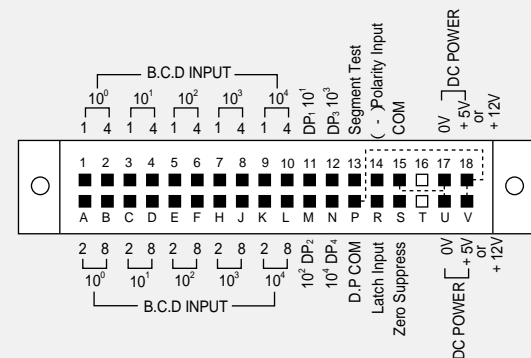 B.C.D INPUT
10⁰ 10¹ 10² 10³ 10⁴
1 4 1 4 1 4 1 4 1 4
DP₁ 10¹
DP₃ 10³
Segment Test
( - )Polarity Input
COM
DC POWER
0V
+ 5V
or
+ 12V
1 2 3 4 5 6 7 8 9 10 11 12 13 14 15 16 17 18
A B C D E F H J K L M N P R S T U V
2 8 2 8 2 8 2 8 2 8
10⁰ 10¹ 10² 10³ 10⁴
B.C.D INPUT
10² DP₂
10⁴ DP₄
D.P COM
Latch Input
Zero Suppress
DC POWER
0V
+ 5V
or
+ 12V